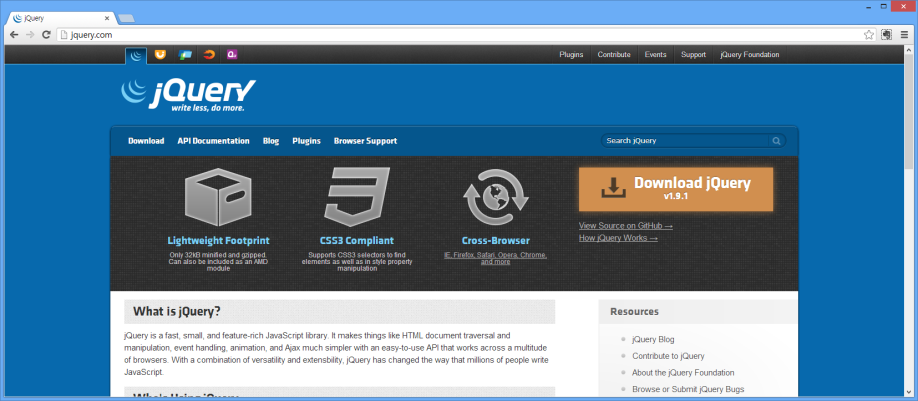 jQuery
jquery.com
Plugins Contribute Events Support jQuery Foundation
jQuery
write less, do more.
Download API Documentation Blog Plugins Browser Support
Search jQuery
Lightweight Footprint
Only 32kB minified and gzipped.
Can also be included as an AMD
module
CSS3 Compliant
Supports CSS3 selectors to find
elements as well as in style property
manipulation
Cross-Browser
IE, Firefox, Safari, Opera, Chrome,
and more
Download jQuery
v1.9.1
View Source on GitHub →
How jQuery Works →
What is jQuery?
jQuery is a fast, small, and feature-rich JavaScript library. It makes things like HTML document traversal and
manipulation, event handling, animation, and Ajax much simpler with an easy-to-use API that works across a multitude
of browsers. With a combination of versatility and extensibility, jQuery has changed the way that millions of people write
JavaScript.
Who's Using jQuery
Resources
jQuery Blog
Contribute to jQuery
About the jQuery Foundation
Browse or Submit jQuery Bugs